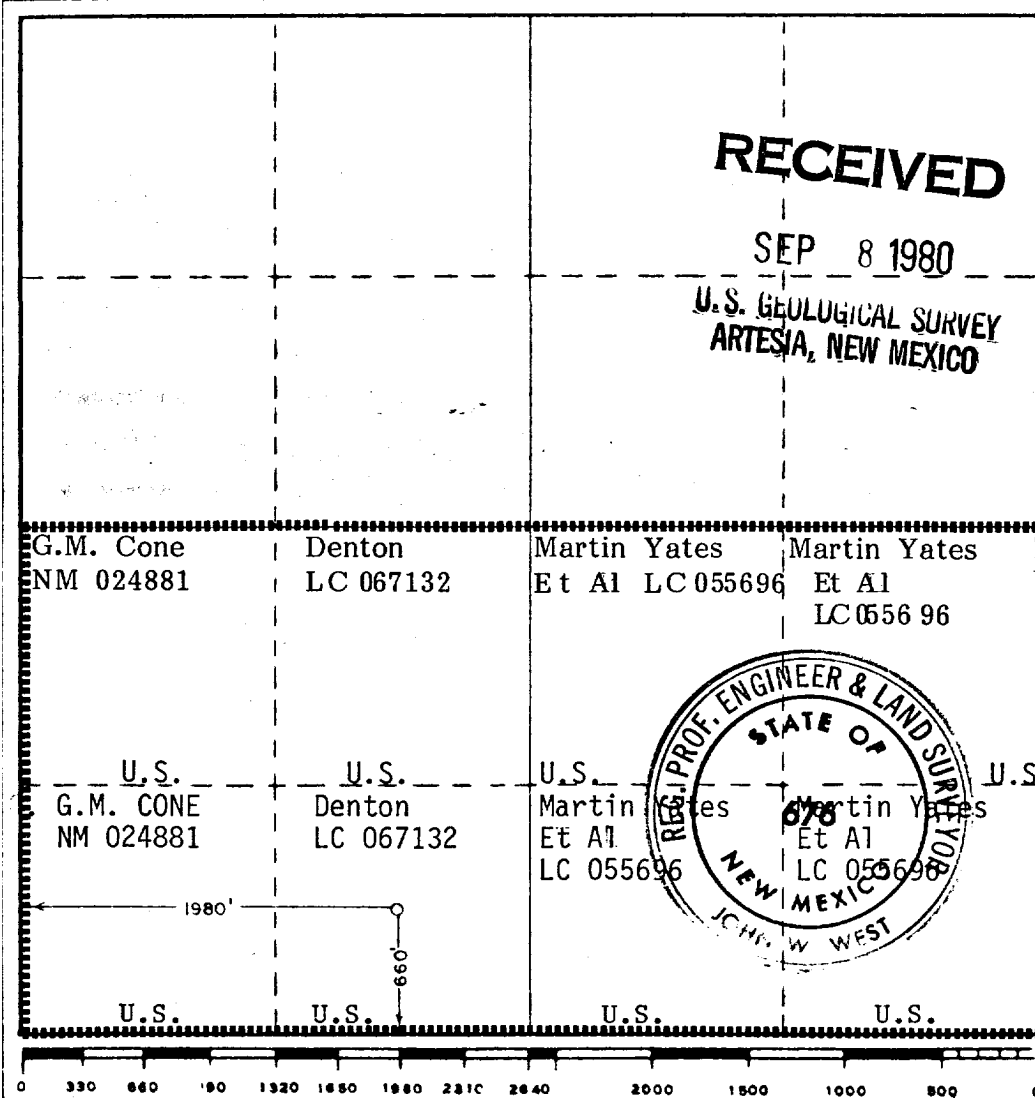 RECEIVED
SEP 8 1980
U.S. GEOLOGICAL SURVEY
ARTESIA, NEW MEXICO
G.M. Cone
NM 024881
Denton
LC 067132
Martin Yates
Et Al LC 055696
Martin Yates
Et Al
LC 055696
U.S.
U.S.
U.S.
U.S
G.M. CONE
NM 024881
Denton
LC 067132
Martin Yates
Et Al
LC 055696
Martin Yates
Et Al
LC 055696
REG. PROF. ENGINEER & LAND SURVEYOR
STATE OF
676
NEW MEXICO
JOHN W WEST
1980'
660'
U.S.
U.S.
U.S.
U.S.
0 330 660 '90 1320 1650 1980 2310 2640 2000 1500 1000 500